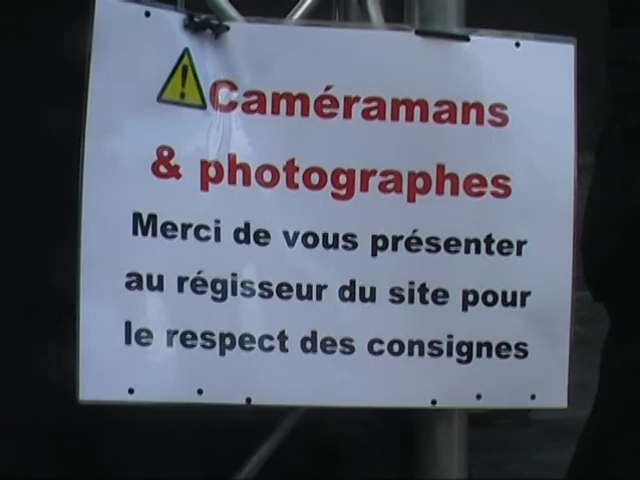 Caméramans
& photographes
Merci de vous présenter
au régisseur du site pour
le respect des consignes